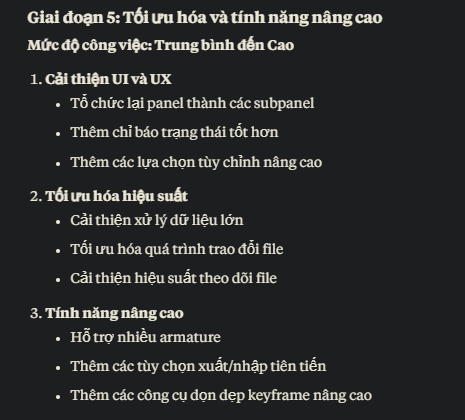 Giai đoạn 5: Tối ưu hóa và tính năng nâng cao
Mức độ công việc: Trung bình đến Cao
1. Cải thiện UI và UX
• Tổ chức lại panel thành các subpanel
• Thêm chỉ báo trạng thái tốt hơn
• Thêm các lựa chọn tùy chỉnh nâng cao
2. Tối ưu hóa hiệu suất
• Cải thiện xử lý dữ liệu lớn
• Tối ưu hóa quá trình trao đổi file
• Cải thiện hiệu suất theo dõi file
3. Tính năng nâng cao
• Hỗ trợ nhiều armature
• Thêm các tùy chọn xuất/nhập tiên tiến
• Thêm các công cụ dọn dẹp keyframe nâng cao